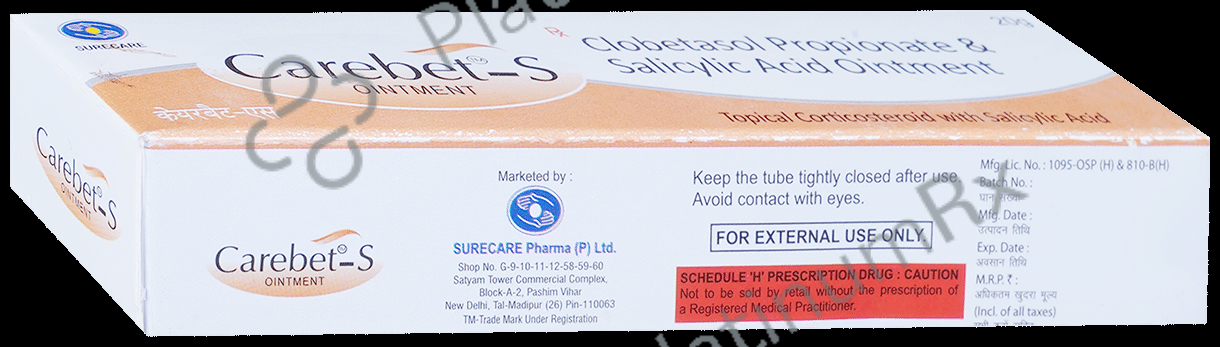 SURECARE
Carebet®-S
OINTMENT
केयरबैट-एस
20g
Rx
Clobetasol Propionate &
Salicylic Acid Ointment
Topical Corticosteroid with Salicylic Acid
Carebet-S
OINTMENT
Carebet®-S
OINTMENT
Marketed by :
SURECARE Pharma (P) Ltd.
Shop No. G-9-10-11-12-58-59-60
Satyam Tower Commercial Complex,
Block-A-2, Pashim Vihar
New Delhi, Tal-Madipur (26) Pin-110063
TM-Trade Mark Under Registration
Keep the tube tightly closed after use.
Avoid contact with eyes.
FOR EXTERNAL USE ONLY
SCHEDULE 'H' PRESCRIPTION DRUG : CAUTION
Not to be sold by retail without the prescription of
a Registered Medical Practitioner.
Mfg. Lic. No. : 1095-OSP (H) & 810-B(H)
Batch No. :
घान संख्या
Mfg. Date :
उत्पादन तिथि
Exp. Date :
अवसान तिथि
M.R.P. ₹ :
अधिकतम खुदरा मूल्य
(Incl. of all taxes)
PlatinumRx